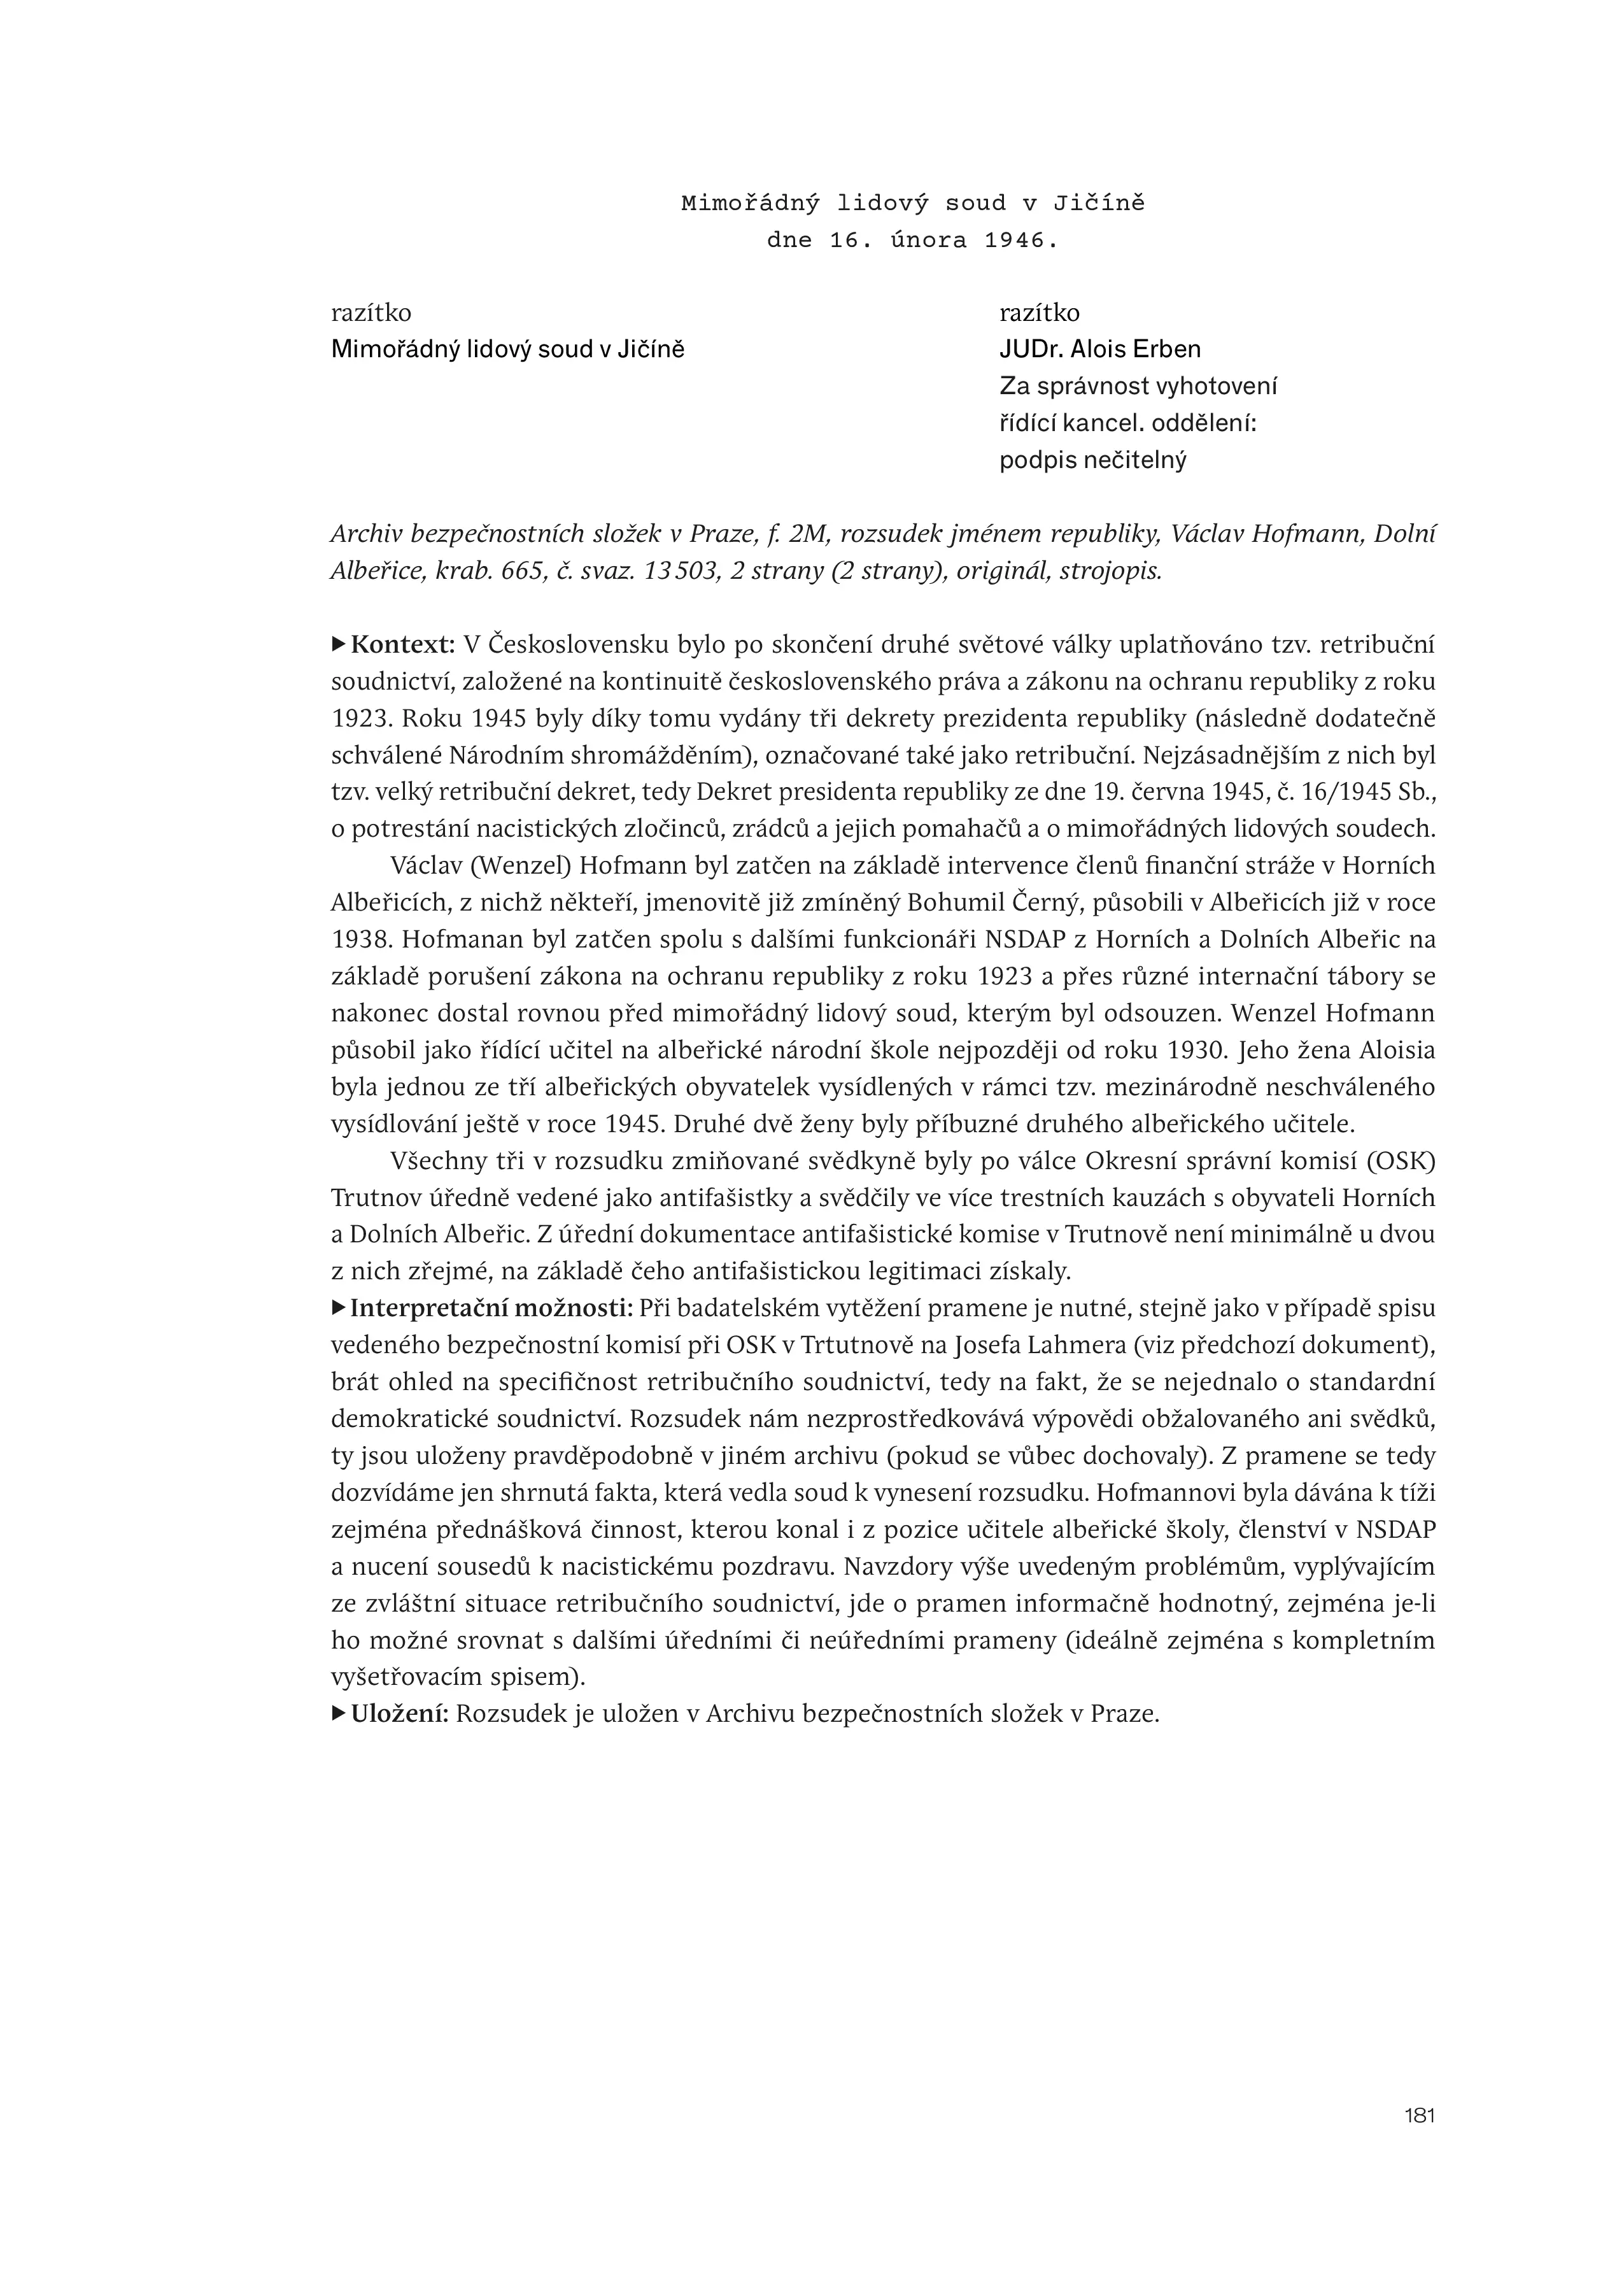 Mimořádný lidový soud v Jičíně
dne 16. února 1946.
razítko
Mimořádný lidový soud v Jičíně
razítko
JUDr. Alois Erben
Za správnost vyhotovení
řídící kancel. oddělení:
podpis nečitelný
Archiv bezpečnostních složek v Praze, f. 2M, rozsudek jménem republiky, Václav Hofmann, Dolní
Albeřice, krab. 665, č. svaz. 13 503, 2 strany (2 strany), originál, strojopis.
▶ Kontext: V Československu bylo po skončení druhé světové války uplatňováno tzv. retribuční
soudnictví, založené na kontinuitě československého práva a zákonu na ochranu republiky z roku
1923. Roku 1945 byly díky tomu vydány tři dekrety prezidenta republiky (následně dodatečně
schválené Národním shromážděním), označované také jako retribuční. Nejzásadnějším z nich byl
tzv. velký retribuční dekret, tedy Dekret presidenta republiky ze dne 19. června 1945, č. 16/1945 Sb.,
o potrestání nacistických zločinců, zrádců a jejich pomahačů a o mimořádných lidových soudech.
Václav (Wenzel) Hofmann byl zatčen na základě intervence členů finanční stráže v Horních
Albeřicích, z nichž někteří, jmenovitě již zmíněný Bohumil Černý, působili v Albeřicích již v roce
1938. Hofmanan byl zatčen spolu s dalšími funkcionáři NSDAP z Horních a Dolních Albeřic na
základě porušení zákona na ochranu republiky z roku 1923 a přes různé internační tábory se
nakonec dostal rovnou před mimořádný lidový soud, kterým byl odsouzen. Wenzel Hofmann
působil jako řídící učitel na albeřické národní škole nejpozději od roku 1930. Jeho žena Aloisia
byla jednou ze tří albeřických obyvatelek vysídlených v rámci tzv. mezinárodně neschváleného
vysídlování ještě v roce 1945. Druhé dvě ženy byly příbuzné druhého albeřického učitele.
Všechny tři v rozsudku zmiňované svědkyně byly po válce Okresní správní komisí (OSK)
Trutnov úředně vedené jako antifašistky a svědčily ve více trestních kauzách s obyvateli Horních
a Dolních Albeřic. Z úřední dokumentace antifašistické komise v Trutnově není minimálně u dvou
z nich zřejmé, na základě čeho antifašistickou legitimaci získaly.
▶ Interpretační možnosti: Při badatelském vytěžení pramene je nutné, stejně jako v případě spisu
vedeného bezpečnostní komisí při OSK v Trtutnově na Josefa Lahmera (viz předchozí dokument),
brát ohled na specifičnost retribučního soudnictví, tedy na fakt, že se nejednalo o standardní
demokratické soudnictví. Rozsudek nám nezprostředkovává výpovědi obžalovaného ani svědků,
ty jsou uloženy pravděpodobně v jiném archivu (pokud se vůbec dochovaly). Z pramene se tedy
dozvídáme jen shrnutá fakta, která vedla soud k vynesení rozsudku. Hofmannovi byla dávána k tíži
zejména přednášková činnost, kterou konal i z pozice učitele albeřické školy, členství v NSDAP
a nucení sousedů k nacistickému pozdravu. Navzdory výše uvedeným problémům, vyplývajícím
ze zvláštní situace retribučního soudnictví, jde o pramen informačně hodnotný, zejména je-li
ho možné srovnat s dalšími úředními či neúředními prameny (ideálně zejména s kompletním
vyšetřovacím spisem).
▶ Uložení: Rozsudek je uložen v Archivu bezpečnostních složek v Praze.
181